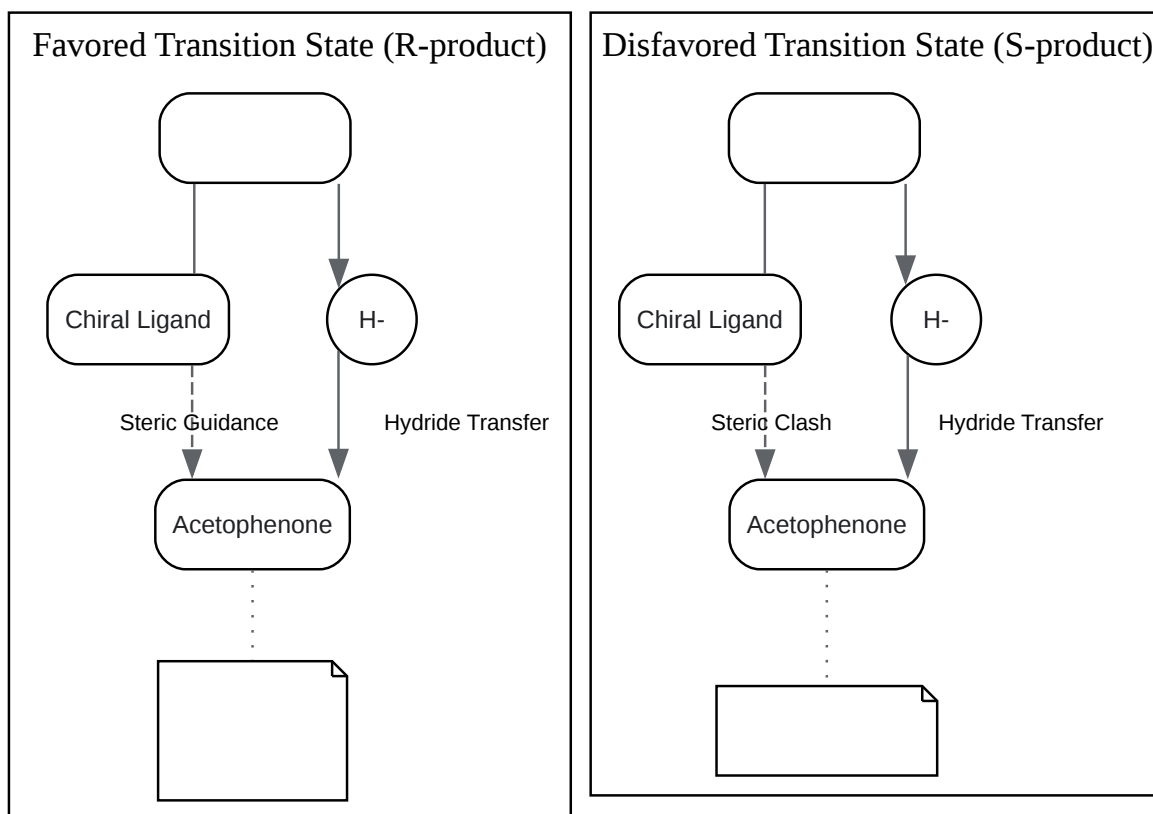 Favored Transition State (R-product)
Chiral Ligand
H-
Steric Guidance
Hydride Transfer
Acetophenone
Disfavored Transition State (S-product)
Chiral Ligand
H-
Steric Clash
Hydride Transfer
Acetophenone